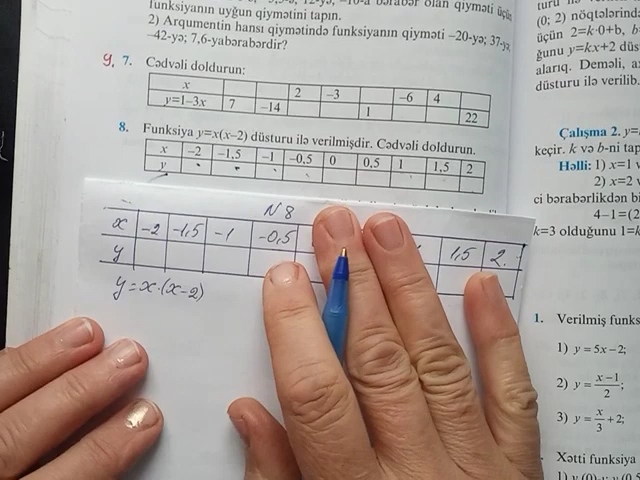 funksiyanın uyğun qiymətini tapın.
2) Arqumentin hansı qiymətində funksiyanın qiyməti –20-yə; 37-yə
–42-yə; 7,6-yabərabərdir?
9, 7. Cədvəli doldurun:
x 2 –3 –6 4
y=1–3x 7 –14 1 22
8. Funksiya y=x(x–2) düsturu ilə verilmişdir. Cədvəli doldurun.
x –2 –1,5 –1 –0,5 0 0,5 1 1,5 2
y
N 8
x –2 –1,5 –1 –0,5 1,5 2.
y
y=x·(x–2)
(0; 2) nöqtələrind
üçün 2=k·0+b, b
ğunu y=kx+2 düs
alarıq. Deməli, a
düsturu ilə verilib.
Çalışma 2. y=
keçir. k və b-ni tap
Həlli: 1) x=1
2) x=2
ci bərabərlikdən bi
4–1=(2
k=3 olduğunu 1=k
1. Verilmiş funks
1) y=5x–2;
2) y=x–1/2;
3) y=x/3+2;
Xətti funksiya